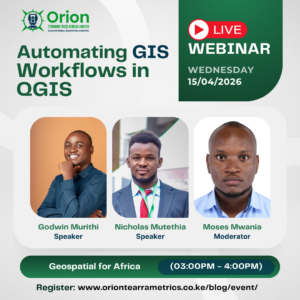 Orion
LIVE
WEBINAR
WEDNESDAY
15/04/2026
Automating GIS
Workflows in
QGIS
Godwin Murithi
Speaker
Nicholas Mutethia
Speaker
Moses Mwania
Moderator
Geospatial for Africa
(03:00PM - 4:00PM)
Register: www.oriontearrametrics.co.ke/blog/event/